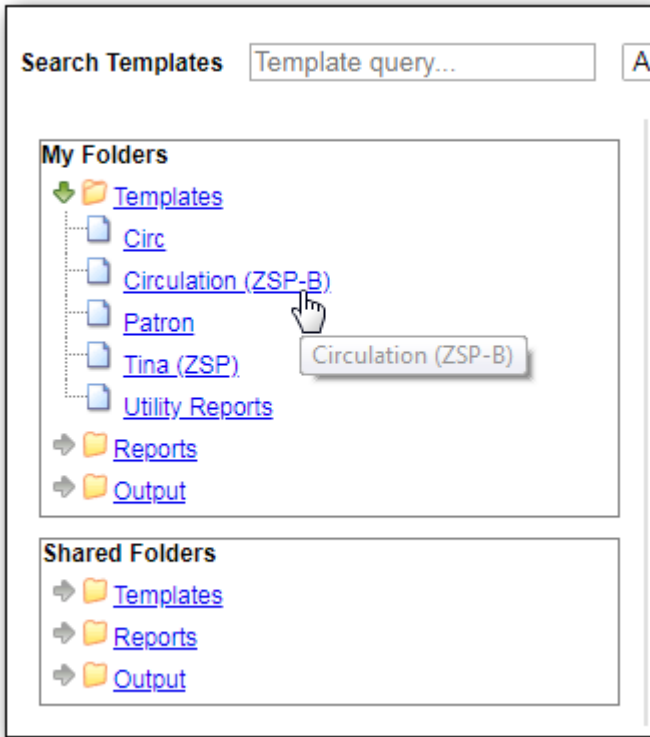 Search Templates Template query... A
My Folders
Templates
Circ
Circulation (ZSP-B)
Patron
Circulation (ZSP-B)
Tina (ZSP)
Utility Reports
Reports
Output
Shared Folders
Templates
Reports
Output